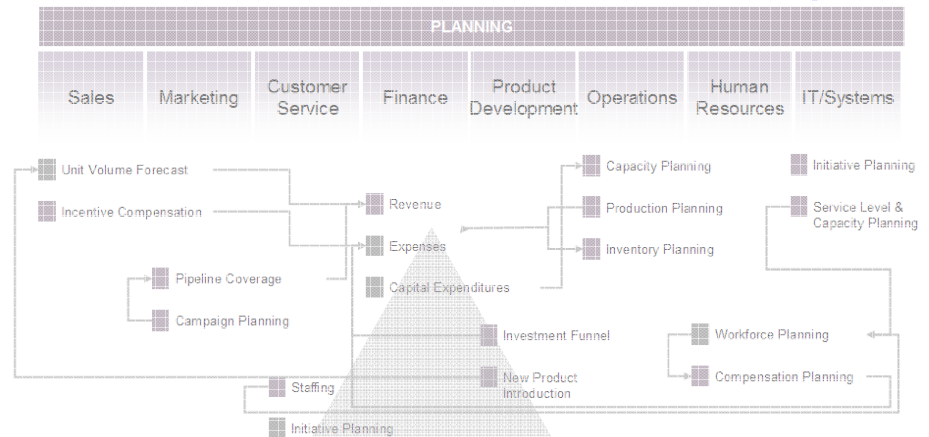 PLANNING
Sales
Marketing
Customer
Service
Finance
Product
Development
Operations
Human
Resources
IT/Systems
Unit Volume Forecast
Incentive Compensation
Pipeline Coverage
Campaign Planning
Staffing
Initiative Planning
Revenue
Expenses
Capital Expenditures
Investment Funnel
New Product
Introduction
Capacity Planning
Production Planning
Inventory Planning
Workforce Planning
Compensation Planning
Initiative Planning
Service Level &
Capacity Planning